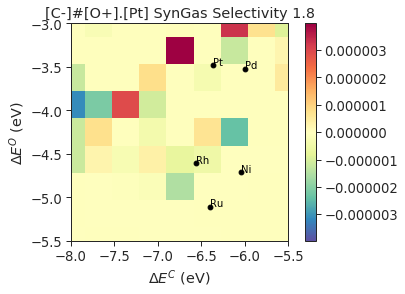 [C-]#[O+].[Pt] SynGas Selectivity 1.8
−3.0
−3.5
−4.0
−4.5
−5.0
−5.5
ΔE^O (eV)
−8.0 −7.5 −7.0 −6.5 −6.0 −5.5
ΔE^C (eV)
Pt
Pd
Rh
Ni
Ru
0.000003
0.000002
0.000001
0.000000
−0.000001
−0.000002
−0.000003